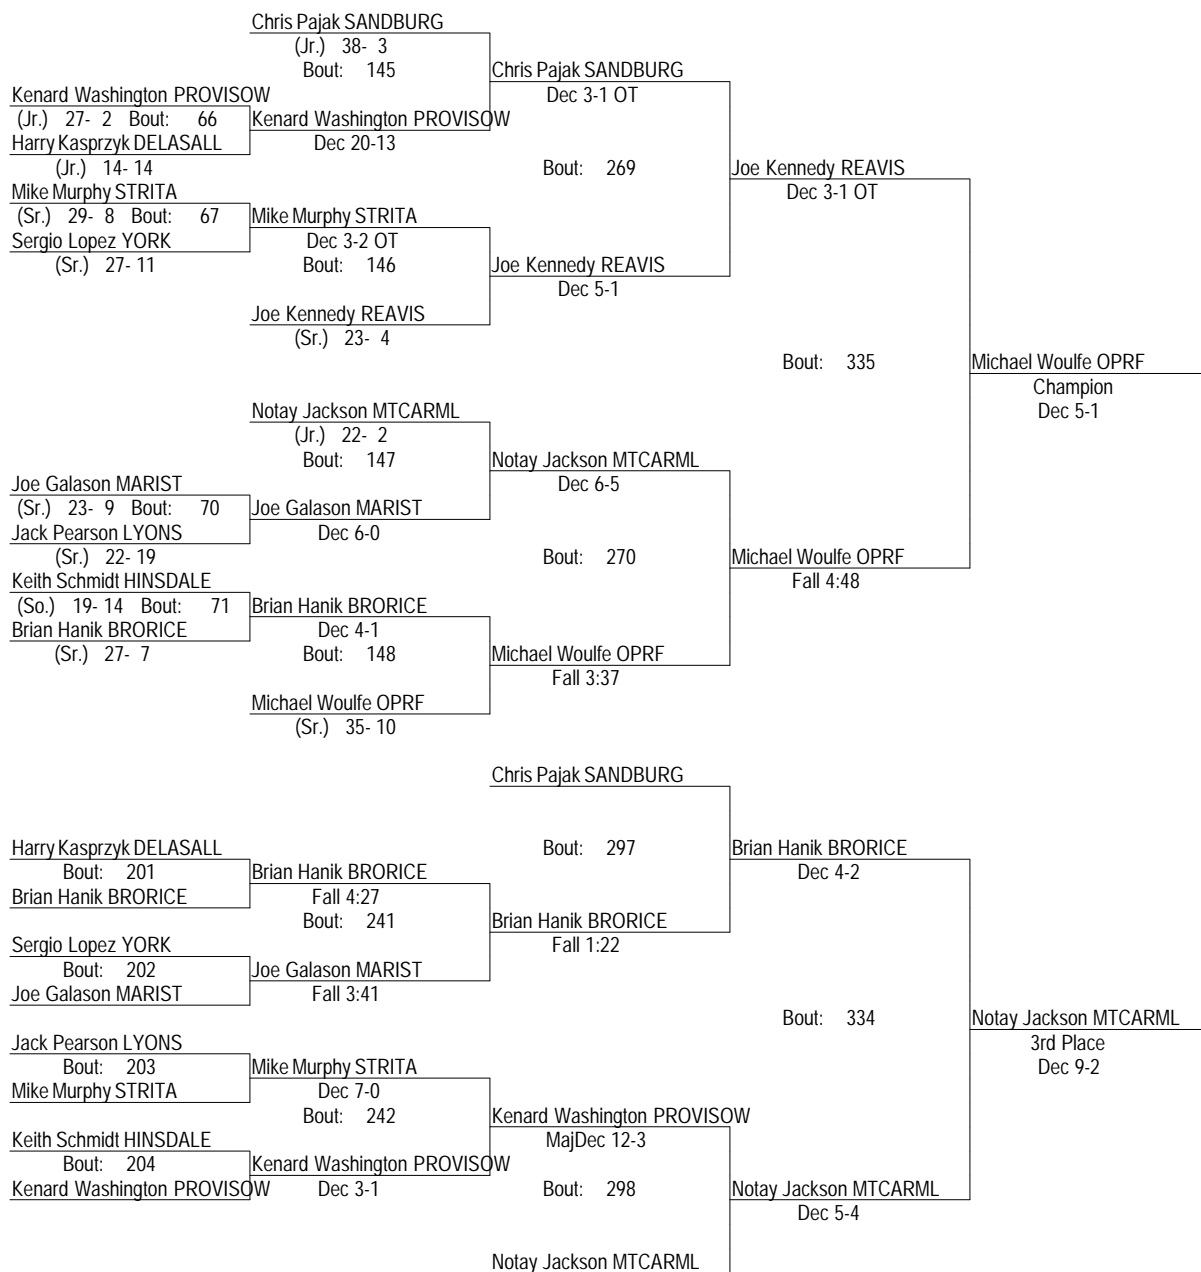 Chris Pajak SANDBURG
(Jr.) 38- 3
Bout: 145
Chris Pajak SANDBURG
Dec 3-1 OT
Kenard Washington PROVISOW
(Jr.) 27- 2 Bout: 66
Kenard Washington PROVISOW
Dec 20-13
Harry Kasprzyk DELASALL
(Jr.) 14- 14
Bout: 269
Joe Kennedy REAVIS
Dec 3-1 OT
Mike Murphy STRITA
(Sr.) 29- 8 Bout: 67
Mike Murphy STRITA
Dec 3-2 OT
Sergio Lopez YORK
(Sr.) 27- 11
Bout: 146
Joe Kennedy REAVIS
Dec 5-1
Joe Kennedy REAVIS
(Sr.) 23- 4
Bout: 335
Michael Woulfe OPRF
Champion
Dec 5-1
Notay Jackson MTCARML
(Jr.) 22- 2
Bout: 147
Notay Jackson MTCARML
Dec 6-5
Joe Galason MARIST
(Sr.) 23- 9 Bout: 70
Joe Galason MARIST
Dec 6-0
Jack Pearson LYONS
(Sr.) 22- 19
Bout: 270
Michael Woulfe OPRF
Fall 4:48
Keith Schmidt HINSDALE
(So.) 19- 14 Bout: 71
Brian Hanik BRORICE
Dec 4-1
Brian Hanik BRORICE
(Sr.) 27- 7
Bout: 148
Michael Woulfe OPRF
Fall 3:37
Michael Woulfe OPRF
(Sr.) 35- 10
Chris Pajak SANDBURG
Bout: 297
Brian Hanik BRORICE
Dec 4-2
Harry Kasprzyk DELASALL
Bout: 201
Brian Hanik BRORICE
Fall 4:27
Brian Hanik BRORICE
Bout: 241
Brian Hanik BRORICE
Fall 1:22
Sergio Lopez YORK
Bout: 202
Joe Galason MARIST
Fall 3:41
Joe Galason MARIST
Bout: 334
Notay Jackson MTCARML
3rd Place
Dec 9-2
Jack Pearson LYONS
Bout: 203
Mike Murphy STRITA
Dec 7-0
Mike Murphy STRITA
Bout: 242
Kenard Washington PROVISOW
MajDec 12-3
Keith Schmidt HINSDALE
Bout: 204
Kenard Washington PROVISOW
Dec 3-1
Kenard Washington PROVISOW
Bout: 298
Notay Jackson MTCARML
Dec 5-4
Notay Jackson MTCARML